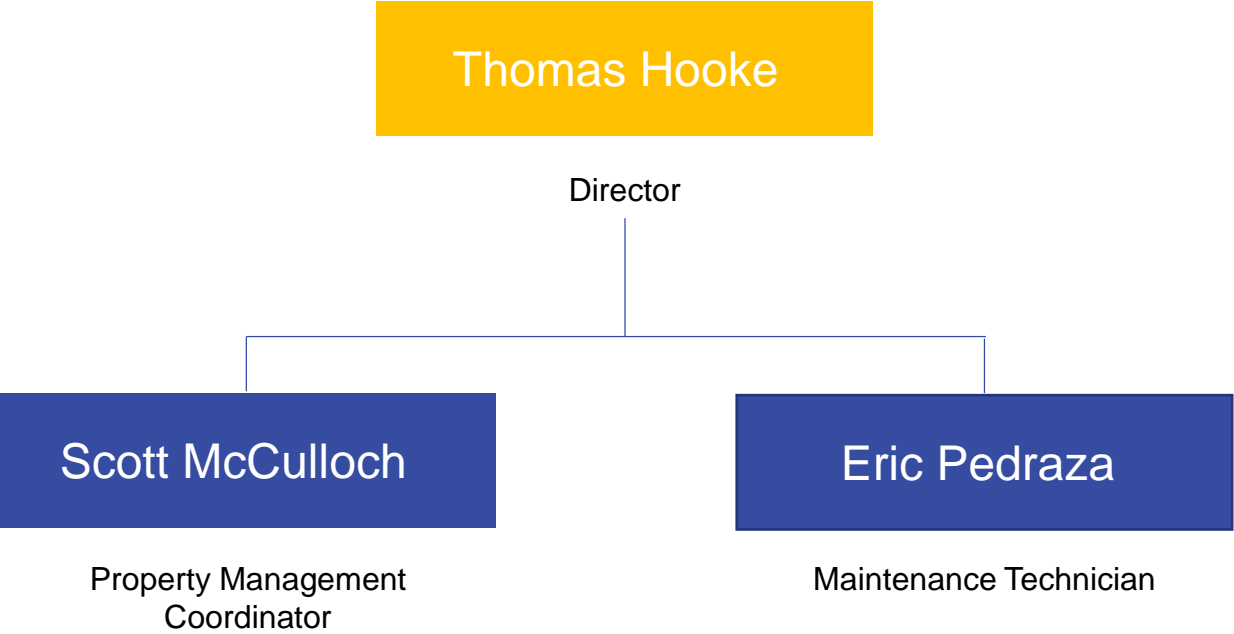 Thomas Hooke
Director
Scott McCulloch
Property Management
Coordinator
Eric Pedraza
Maintenance Technician